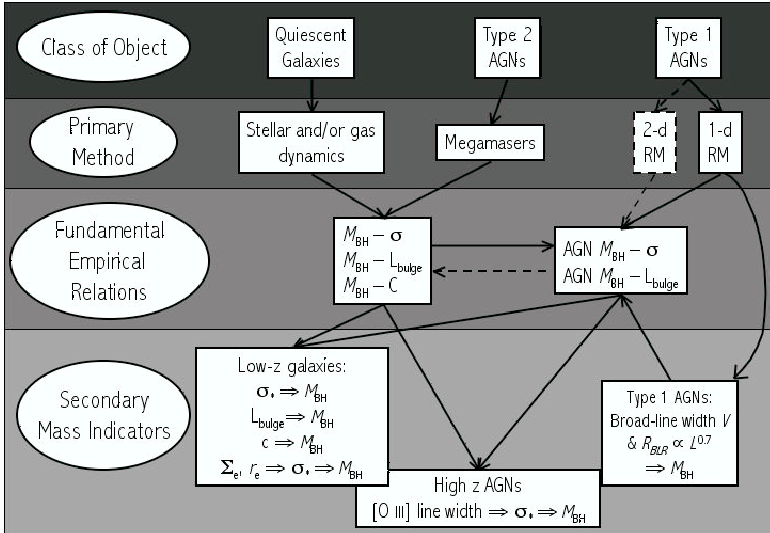 Class of Object
Quiescent
Galaxies
Type 2
AGNs
Type 1
AGNs
Primary
Method
Stellar and/or gas
dynamics
Megamasers
2-d
RM
1-d
RM
Fundamental
Empirical
Relations
M_BH – σ
M_BH – L_bulge
M_BH – C
AGN M_BH – σ
AGN M_BH – L_bulge
Secondary
Mass Indicators
Low-z galaxies:
σ* ⇒ M_BH
L_bulge ⇒ M_BH
c ⇒ M_BH
Σ_e, r_e ⇒ σ* ⇒ M_BH
High z AGNs
[O III] line width ⇒ σ* ⇒ M_BH
Type 1 AGNs:
Broad-line width V
& R_BLR ∝ L^0.7
⇒ M_BH